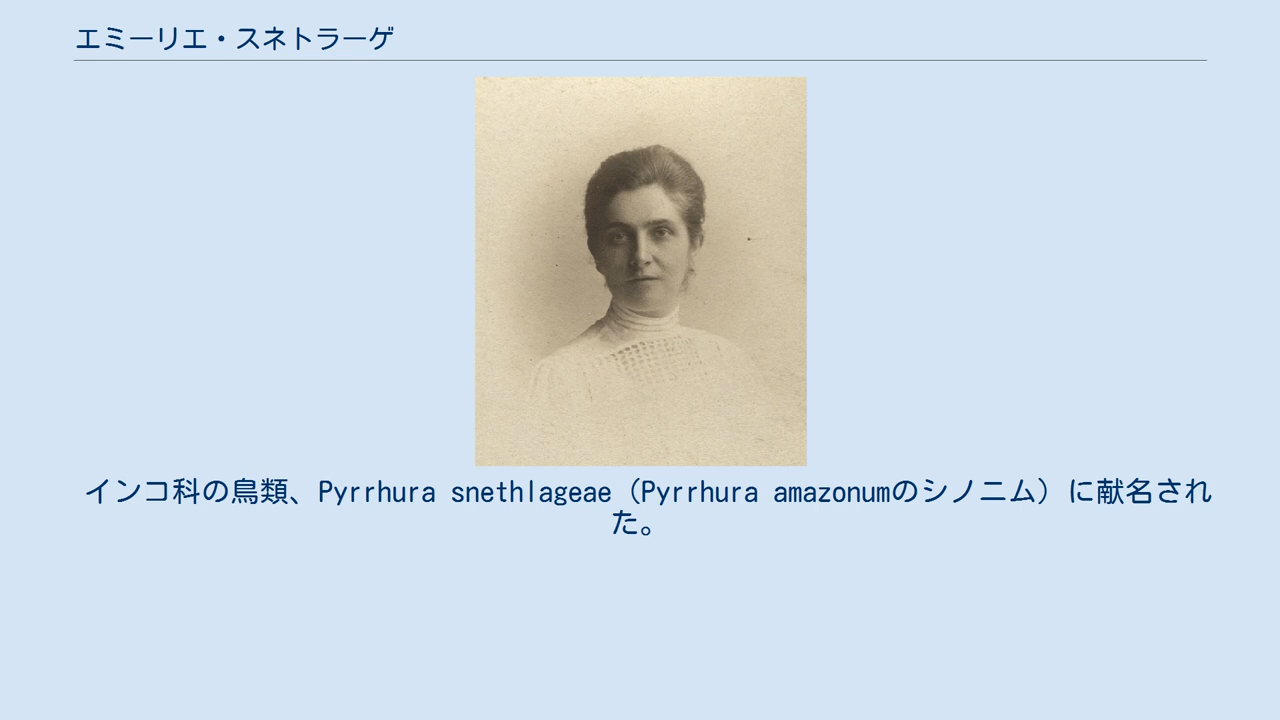 エミーリエ・スネトラーゲ
インコ科の鳥類、Pyrrhura snethlageae（Pyrrhura amazonumのシノニム）に献名され
た。